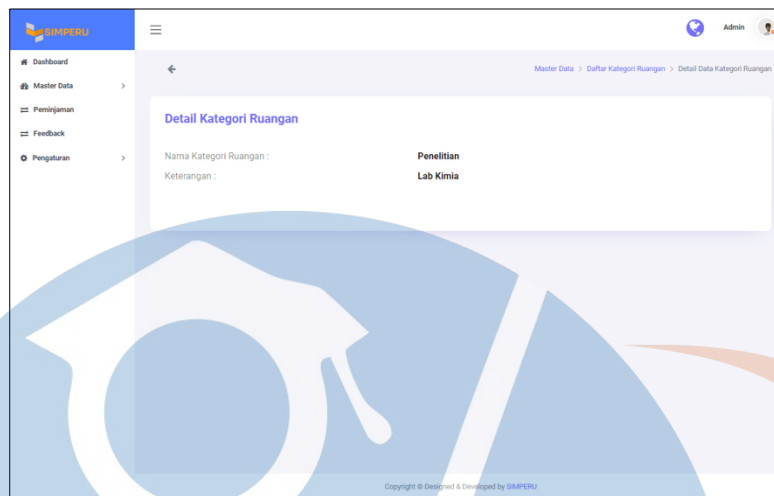 SIMPERU
Admin
Dashboard
Master Data
Peminjaman
Feedback
Pengaturan
Master Data > Daftar Kategori Ruangan > Detail Data Kategori Ruangan
Detail Kategori Ruangan
Nama Kategori Ruangan : Penelitian
Keterangan : Lab Kimia
Copyright © Designed & Developed by SIMPERU